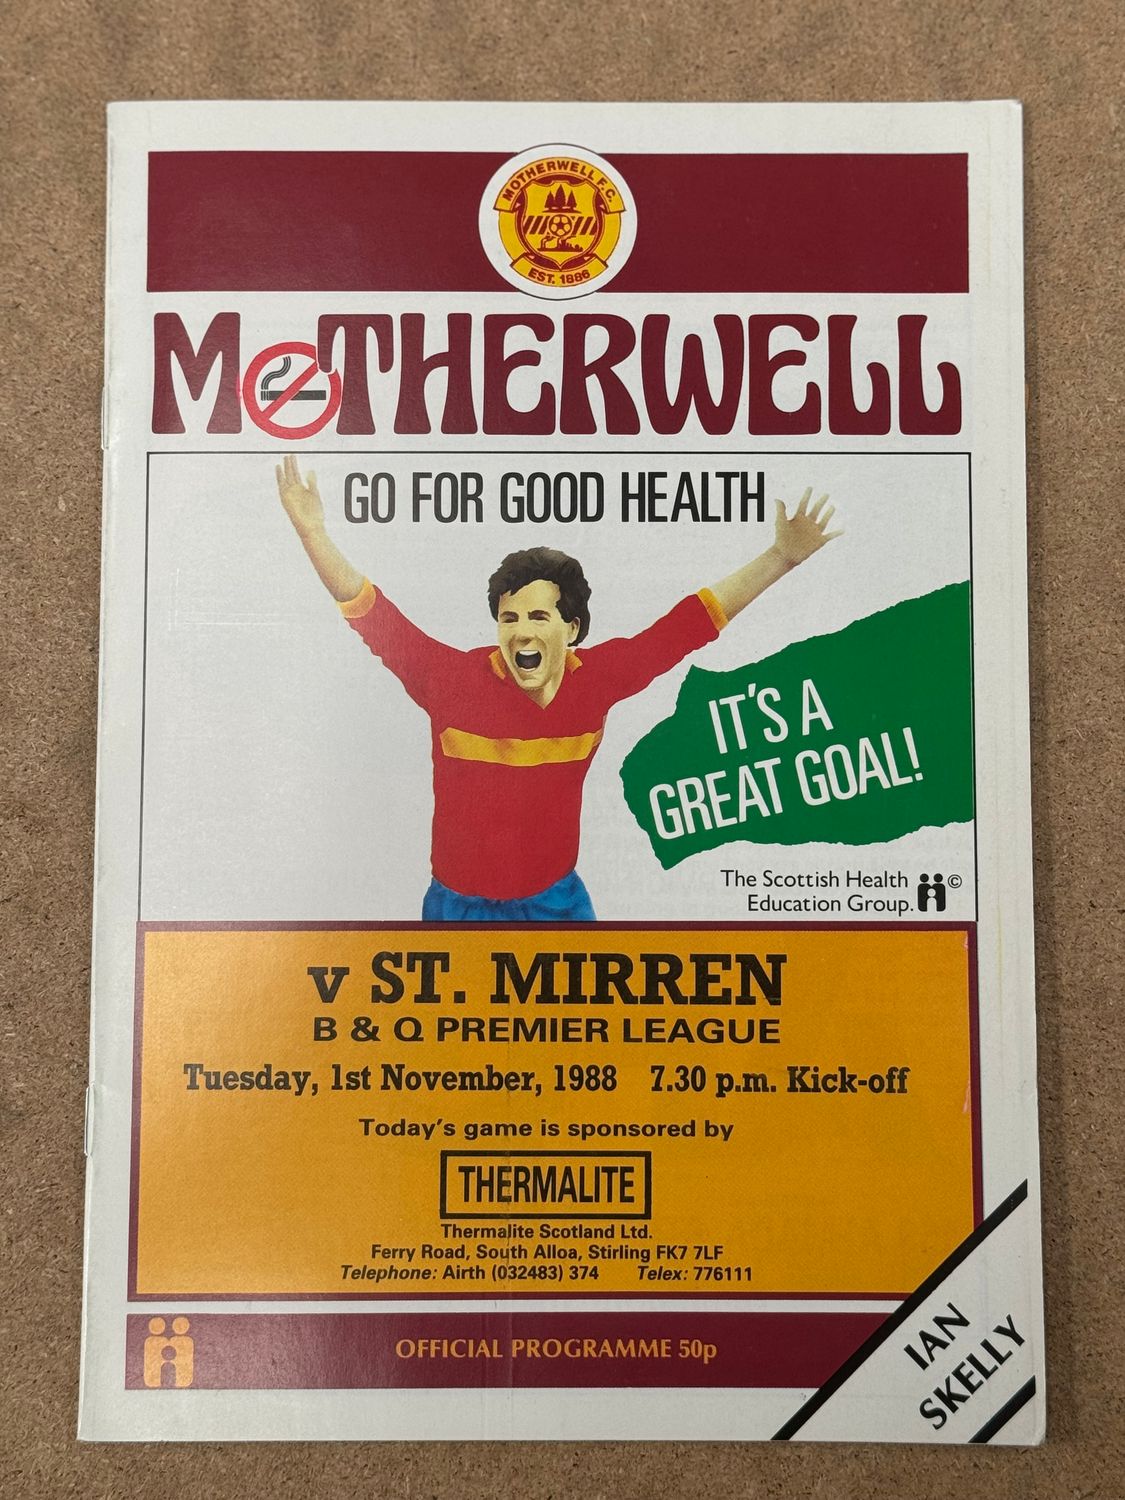 MOTHERWELL F.C.
EST. 1886
MOTHERWELL
GO FOR GOOD HEALTH
IT'S A
GREAT GOAL!
The Scottish Health ©
Education Group.
v ST. MIRREN
B & Q PREMIER LEAGUE
Tuesday, 1st November, 1988 7.30 p.m. Kick-off
Today's game is sponsored by
THERMALITE
Thermalite Scotland Ltd.
Ferry Road, South Alloa, Stirling FK7 7LF
Telephone: Airth (032483) 374 Telex: 776111
OFFICIAL PROGRAMME 50p
IAN
SKELLY